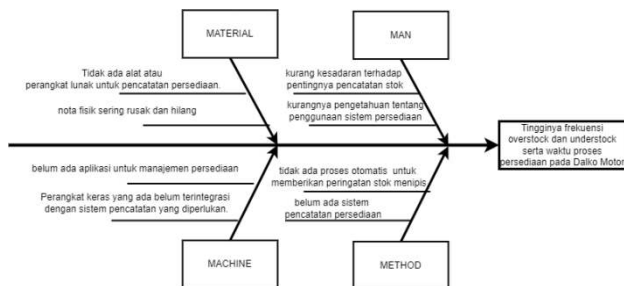 MATERIAL
MAN
Tidak ada alat atau
perangkat lunak untuk pencatatan persediaan.
nota fisik sering rusak dan hilang
kurang kesadaran terhadap
pentingnya pencatatan stok
kurangnya pengetahuan tentang
penggunaan sistem persediaan
Tingginya frekuensi
overstock dan understock
serta waktu proses
persediaan pada Dalko Motor
belum ada aplikasi untuk manajemen persediaan
Perangkat keras yang ada belum terintegrasi
dengan sistem pencatatan yang diperlukan.
tidak ada proses otomatis untuk
memberikan peringatan stok menipis
belum ada sistem
pencatatan persediaan
MACHINE
METHOD